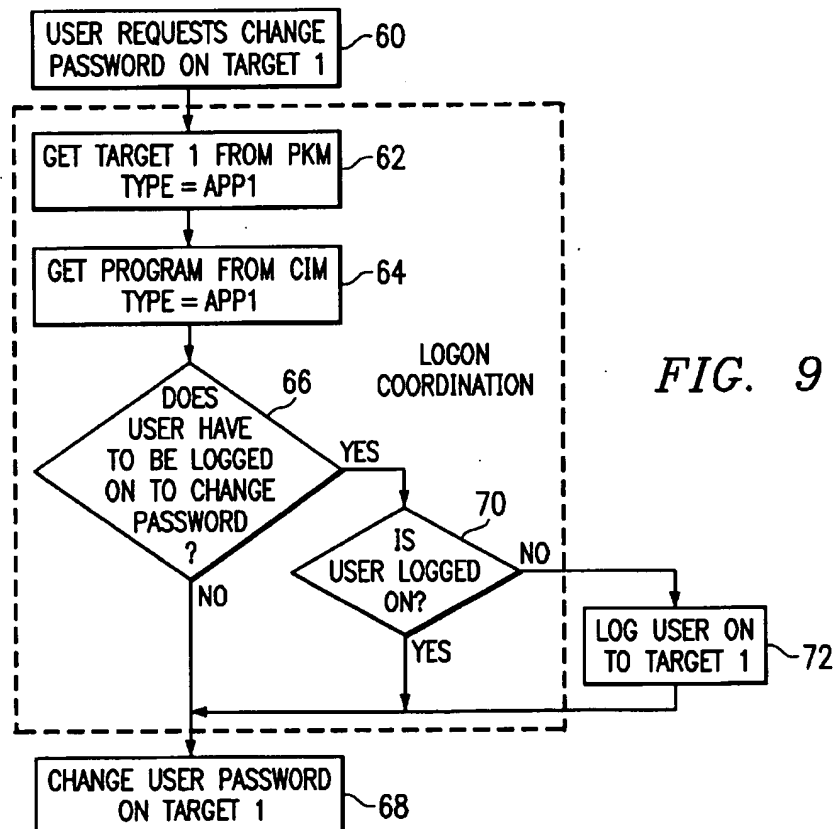 USER REQUESTS CHANGE
PASSWORD ON TARGET 1
60
GET TARGET 1 FROM PKM
TYPE = APP1
62
GET PROGRAM FROM CIM
TYPE = APP1
64
LOGON
COORDINATION
FIG. 9
DOES
USER HAVE
TO BE LOGGED
ON TO CHANGE
PASSWORD
?
66
YES
NO
IS
USER LOGGED
ON?
70
NO
YES
LOG USER ON
TO TARGET 1
72
CHANGE USER PASSWORD
ON TARGET 1
68